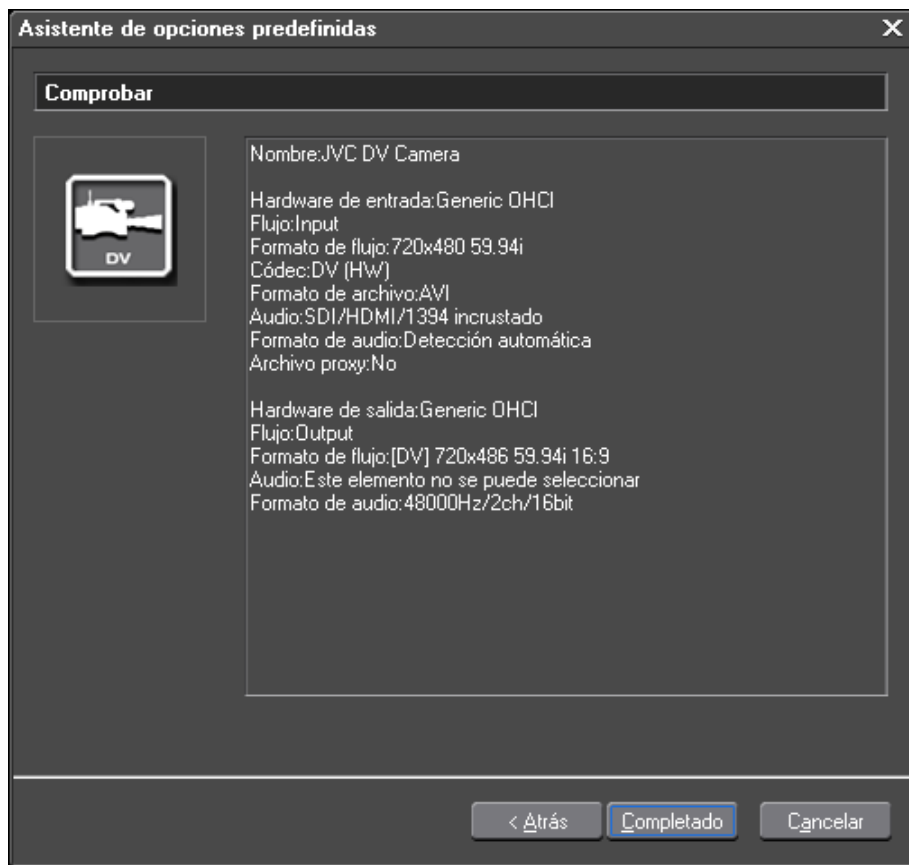 Asistente de opciones predefinidas
Comprobar
DV
Nombre:JVC DV Camera
Hardware de entrada:Generic OHCI
Flujo:Input
Formato de flujo:720x480 59.94i
Códec:DV (HW)
Formato de archivo:AVI
Audio:SDI/HDMI/1394 incrustado
Formato de audio:Detección automática
Archivo proxy:No
Hardware de salida:Generic OHCI
Flujo:Output
Formato de flujo:[DV] 720x486 59.94i 16:9
Audio:Este elemento no se puede seleccionar
Formato de audio:48000Hz/2ch/16bit
< Atrás Completado Cancelar